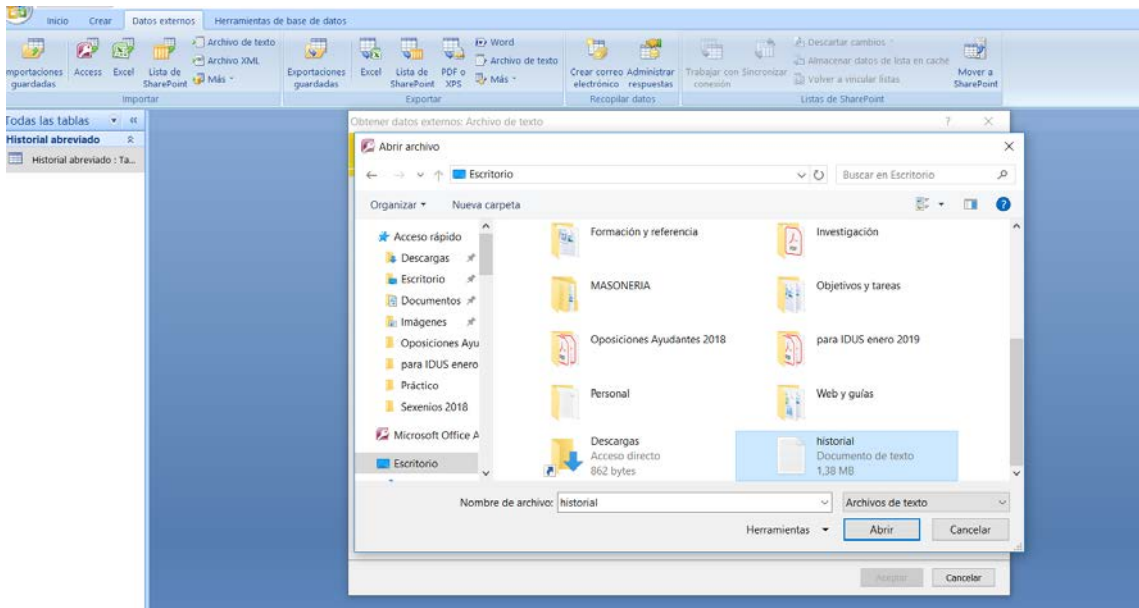 Inicio Crear Datos externos Herramientas de base de datos
mportaciones guardadas
Access
Excel
Lista de SharePoint
Archivo de texto
Archivo XML
Más
Importar
Exportaciones guardadas
Excel
Lista de SharePoint
PDF o XPS
Word
Archivo de texto
Más
Exportar
Crear correo electrónico
Administrar respuestas
Recopilar datos
Trabajar con conexión
Sincronizar
Descartar cambios
Almacenar datos de lista en caché
Volver a vincular listas
Mover a SharePoint
Listas de SharePoint
Todas las tablas
Historial abreviado
Historial abreviado : Ta...
Obtener datos externos: Archivo de texto
Abrir archivo
Escritorio
Buscar en Escritorio
Organizar
Nueva carpeta
Acceso rápido
Descargas
Escritorio
Documentos
Imágenes
Oposiciones Ayu
para IDUS enero
Práctico
Sexenios 2018
Microsoft Office A
Escritorio
Formación y referencia
Investigación
MASONERIA
Objetivos y tareas
Oposiciones Ayudantes 2018
para IDUS enero 2019
Personal
Web y guías
Descargas
Acceso directo
862 bytes
historial
Documento de texto
1,38 MB
Nombre de archivo: historial
Archivos de texto
Herramientas
Abrir
Cancelar
Aceptar
Cancelar